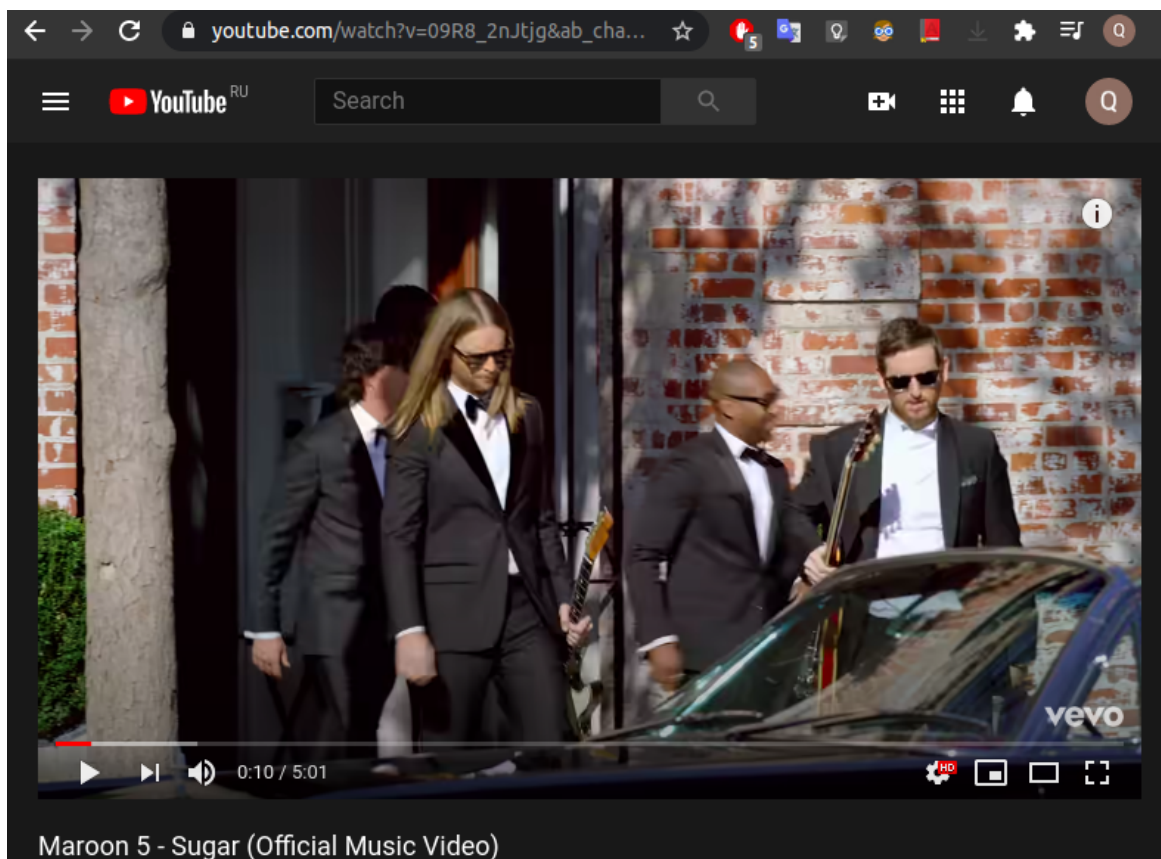 youtube.com/watch?v=09R8_2nJtjg&ab_cha...
5
Q
YouTube RU
Search
Q
i
vevo
0:10 / 5:01
HD
Maroon 5 - Sugar (Official Music Video)